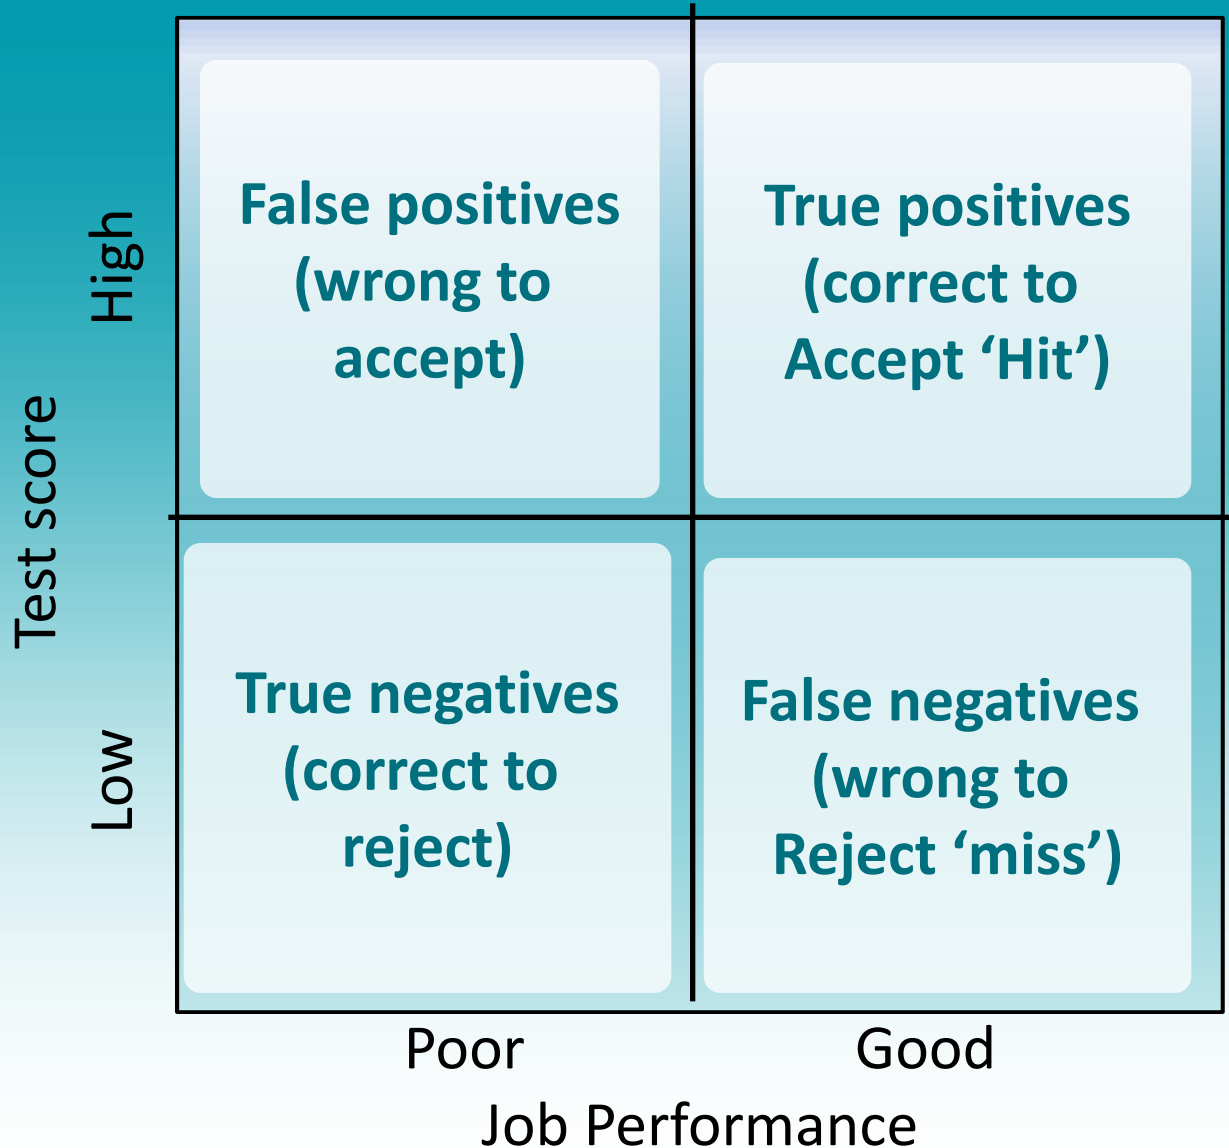 High
Test score
Low
False positives
(wrong to
accept)
True positives
(correct to
Accept ‘Hit’)
True negatives
(correct to
reject)
False negatives
(wrong to
Reject ‘miss’)
Poor
Good
Job Performance